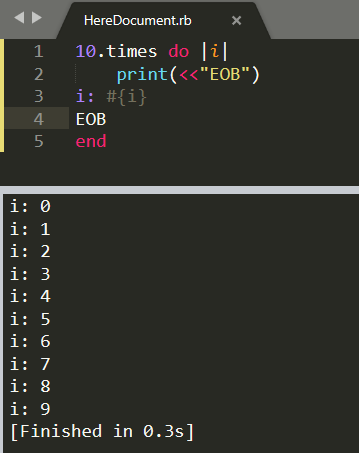 HereDocument.rb ×
1 10.times do |i|
2     print(<<"EOB")
3 i: #{i}
4 EOB
5 end
i: 0
i: 1
i: 2
i: 3
i: 4
i: 5
i: 6
i: 7
i: 8
i: 9
[Finished in 0.3s]